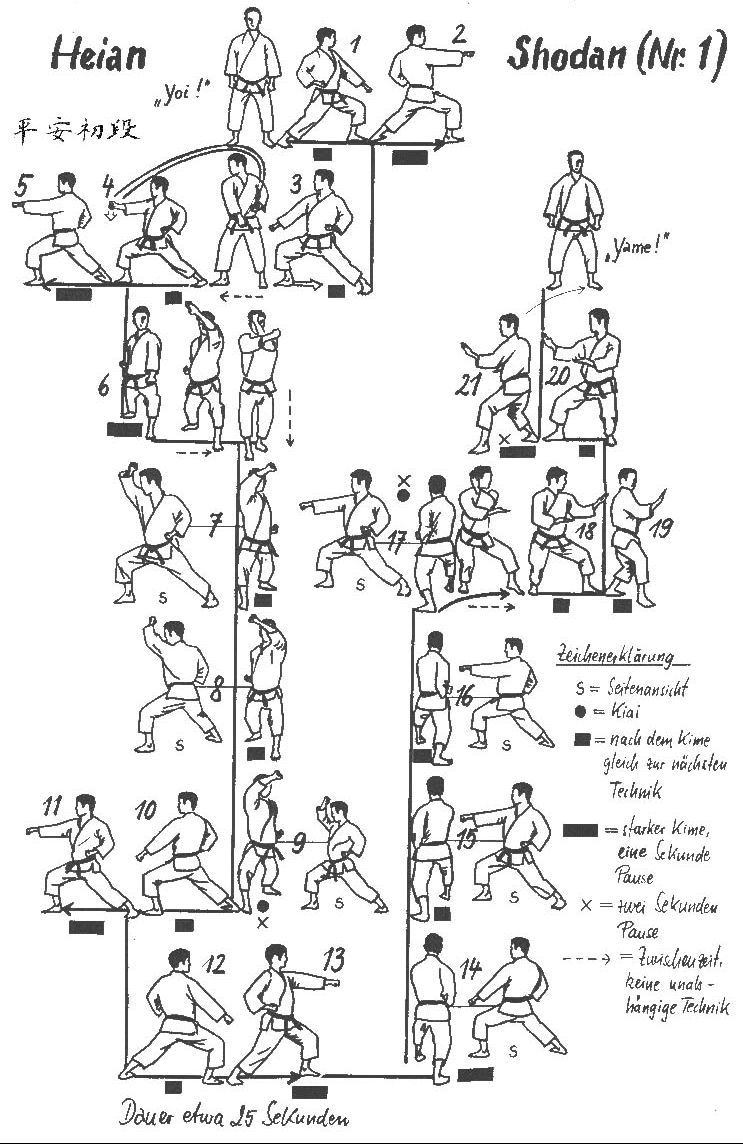 Heian
Shodan (Nr. 1)
„Yoi!"
1
2
平安初段
5
4
3
„Yame!"
6
21
20
×
7
S
×
17
S
18
19
8
S
16
S
Zeichenerklärung
S = Seitenansicht
● = Kiai
■ = nach dem Kime
gleich zur nächsten
Technik
▬ = starker Kime,
eine Sekunde
Pause
× = zwei Sekunden
Pause
----> = Zwischenzeit,
keine unab-
hängige Technik
11
10
9
S
×
15
S
12
13
14
S
Dauer etwa 25 Sekunden